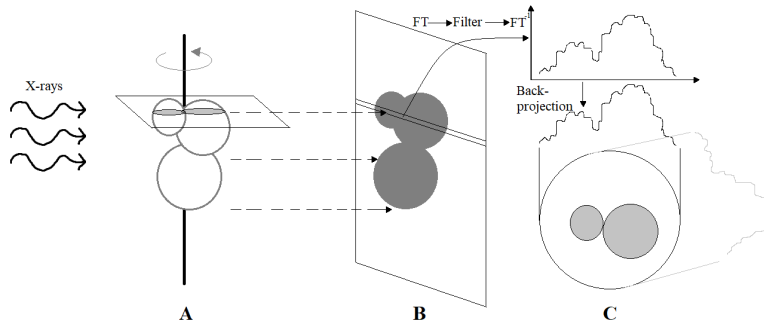 FT Filter FT⁻¹
X-rays
Back-
projection
A
B
C